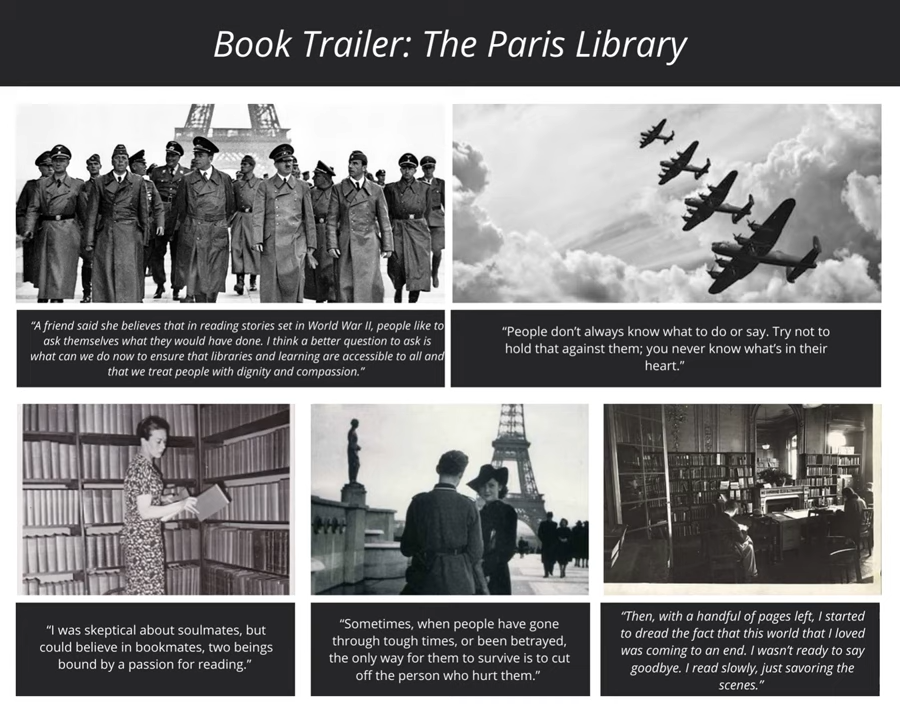 Book Trailer: The Paris Library
“A friend said she believes that in reading stories set in World War II, people like to
ask themselves what they would have done. I think a better question to ask is
what can we do now to ensure that libraries and learning are accessible to all and
that we treat people with dignity and compassion.”
“People don’t always know what to do or say. Try not to
hold that against them; you never know what’s in their
heart.”
“I was skeptical about soulmates, but
could believe in bookmates, two beings
bound by a passion for reading.”
“Sometimes, when people have gone
through tough times, or been betrayed,
the only way for them to survive is to cut
off the person who hurt them.”
“Then, with a handful of pages left, I started
to dread the fact that this world that I loved
was coming to an end. I wasn’t ready to say
goodbye. I read slowly, just savoring the
scenes.”